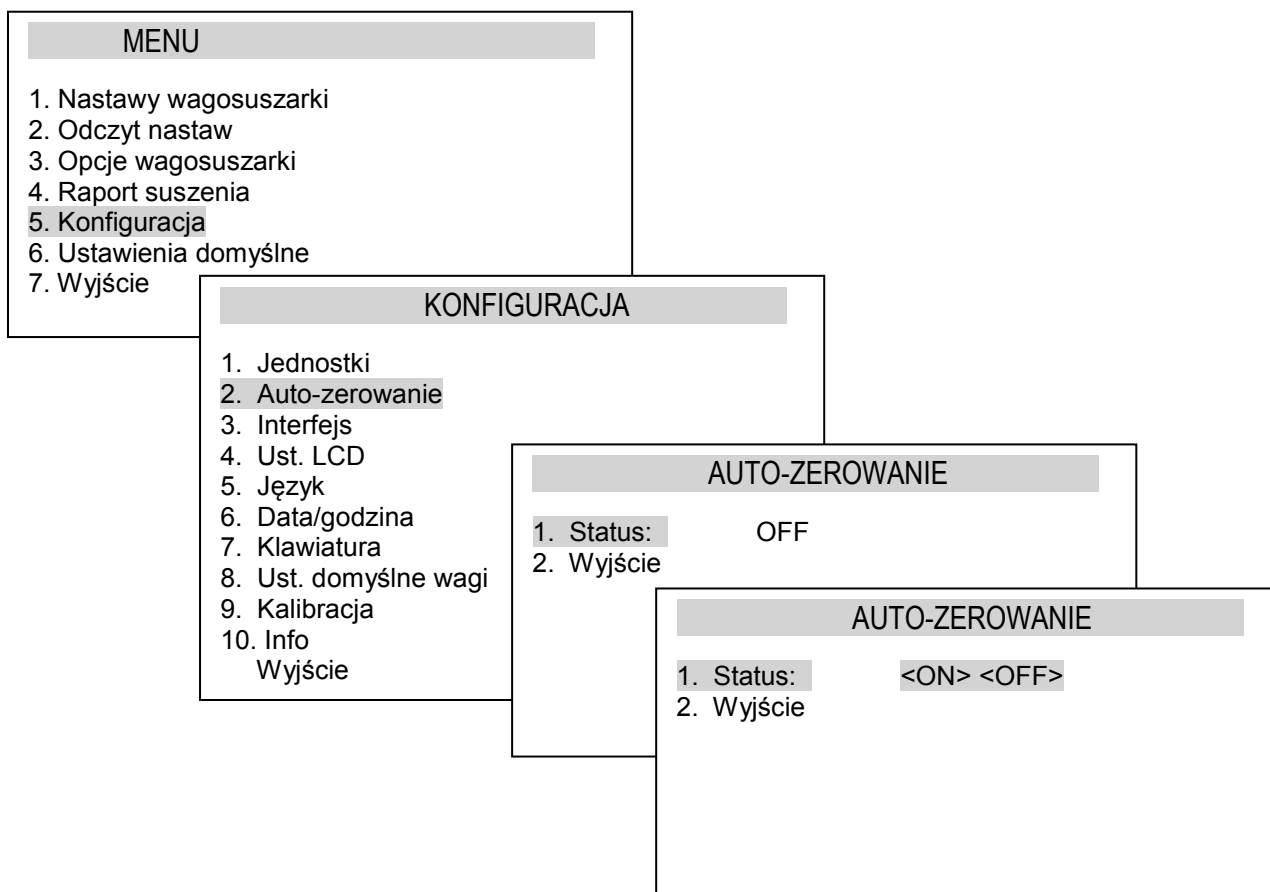 MENU
1. Nastawy wagosuszarki
2. Odczyt nastaw
3. Opcje wagosuszarki
4. Raport suszenia
5. Konfiguracja
6. Ustawienia domyślne
7. Wyjście
KONFIGURACJA
1. Jednostki
2. Auto-zerowanie
3. Interfejs
4. Ust. LCD
5. Język
6. Data/godzina
7. Klawiatura
8. Ust. domyślne wagi
9. Kalibracja
10. Info
Wyjście
AUTO-ZEROWANIE
1. Status: OFF
2. Wyjście
AUTO-ZEROWANIE
1. Status: <ON> <OFF>
2. Wyjście